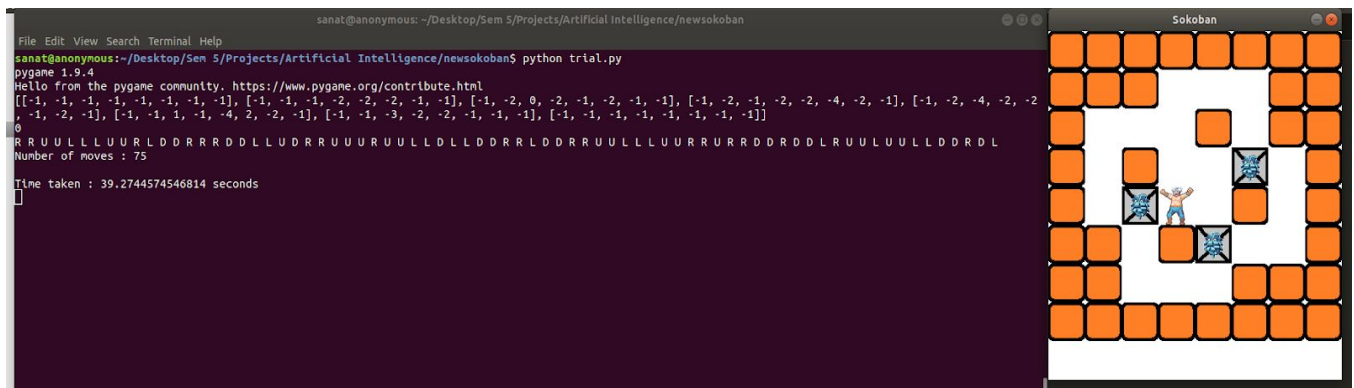 sanat@anonymous: ~/Desktop/Sem 5/Projects/Artificial Intelligence/newsokoban
Sokoban
File Edit View Search Terminal Help
sanat@anonymous:~/Desktop/Sem 5/Projects/Artificial Intelligence/newsokoban$ python trial.py
pygame 1.9.4
Hello from the pygame community. https://www.pygame.org/contribute.html
[[-1, -1, -1, -1, -1, -1, -1, -1], [-1, -1, -1, -2, -2, -2, -1, -1], [-1, -2, 0, -2, -1, -2, -1, -1], [-1, -2, -1, -2, -2, -4, -2, -1], [-1, -2, -4, -2, -2
, -1, -2, -1], [-1, -1, 1, -1, -4, 2, -2, -1], [-1, -1, -3, -2, -2, -1, -1, -1], [-1, -1, -1, -1, -1, -1, -1, -1]]
0
R R U U L L L U U R L D D R R R D D L L U D R R U U U R U U L L D L L D D R R L D D R R U U L L L U U R R U R R D D R D D L R U U L U U L L D D R D L
Number of moves : 75
Time taken : 39.2744574546814 seconds